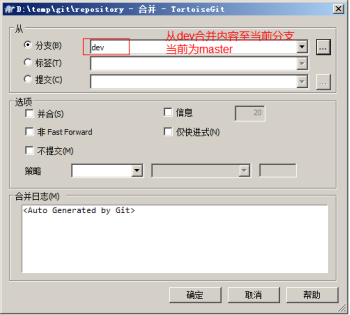 D:\temp\git\repository - 合并 - TortoiseGit
从
分支(B)
dev
从dev合并内容至当前分支
当前为master
...
标签(T)
提交(C)
...
选项
并合(S)
信息
20
非 Fast Forward
仅快进式(N)
不提交(M)
策略
合并日志(M)
<Auto Generated by Git>
确定
取消
帮助